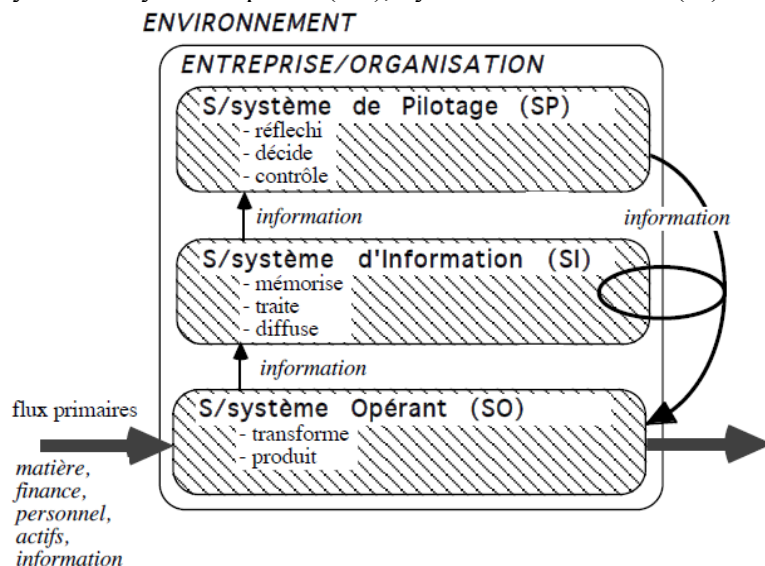 ENVIRONNEMENT
ENTREPRISE/ORGANISATION
S/système de Pilotage (SP)
- réflechi
- décide
- contrôle
information
information
S/système d'Information (SI)
- mémorise
- traite
- diffuse
information
flux primaires
S/système Opérant (SO)
- transforme
- produit
matière,
finance,
personnel,
actifs,
information